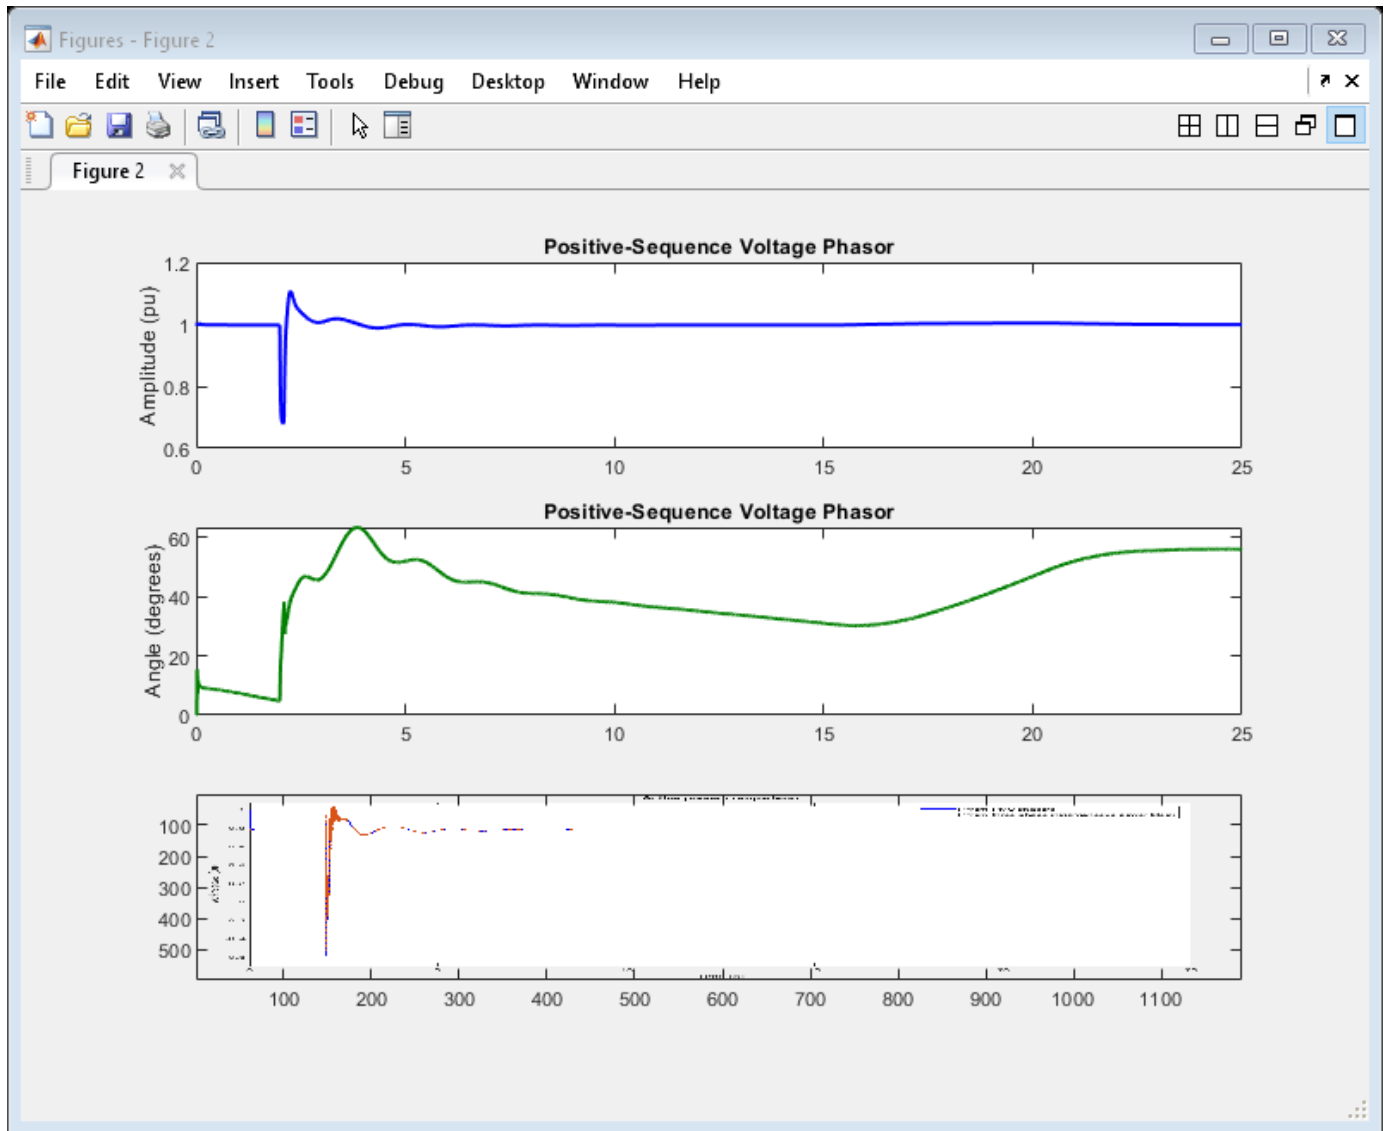 Figures - Figure 2
File Edit View Insert Tools Debug Desktop Window Help
Figure 2
Positive-Sequence Voltage Phasor
Amplitude (pu)
1.2
1
0.8
0.6
0 5 10 15 20 25
Positive-Sequence Voltage Phasor
Angle (degrees)
60
40
20
0
0 5 10 15 20 25
100
200
300
400
500
100 200 300 400 500 600 700 800 900 1000 1100